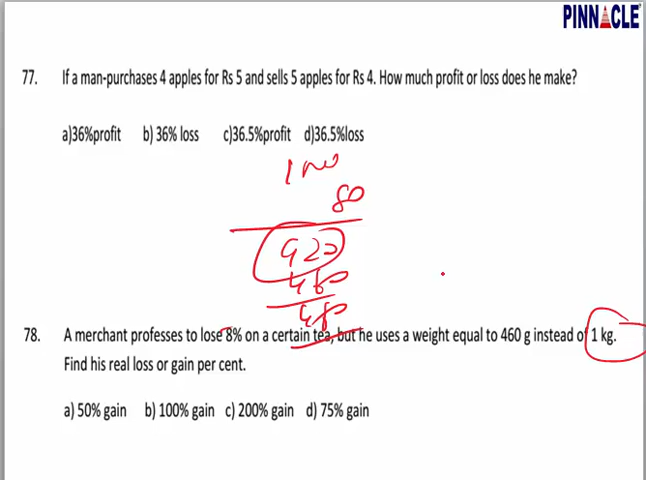 PINNACLE
77. If a man-purchases 4 apples for Rs 5 and sells 5 apples for Rs 4. How much profit or loss does he make?
a)36%profit b) 36% loss c)36.5%profit d)36.5%loss
80
920
460
78. A merchant professes to lose 8% on a certain tea, but he uses a weight equal to 460 g instead of 1 kg.
Find his real loss or gain per cent.
a) 50% gain b) 100% gain c) 200% gain d) 75% gain